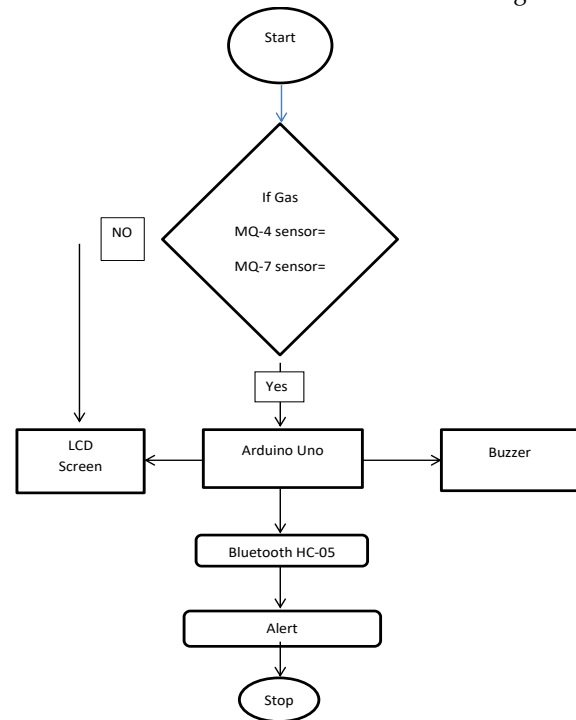 g
Start
If Gas
MQ-4 sensor=
MQ-7 sensor=
NO
Yes
LCD
Screen
Arduino Uno
Buzzer
Bluetooth HC-05
Alert
Stop